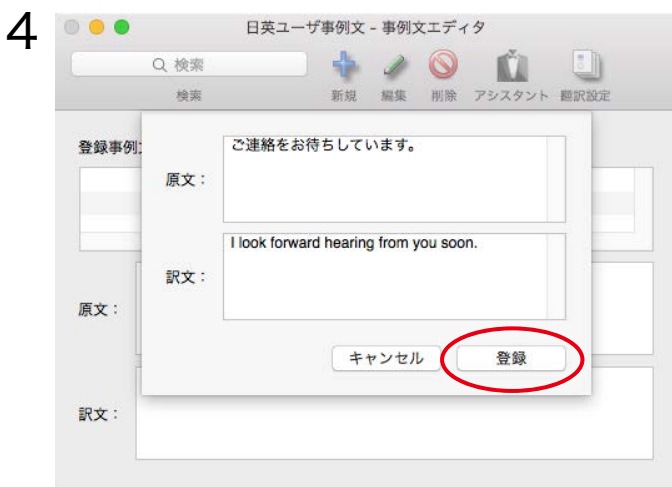 4
日英ユーザ事例文 - 事例文エディタ
検索
検索 新規 編集 削除 アシスタント 翻訳設定
登録事例
ご連絡をお待ちしています。
原文：
I look forward hearing from you soon.
訳文：
原文：
キャンセル 登録
訳文：